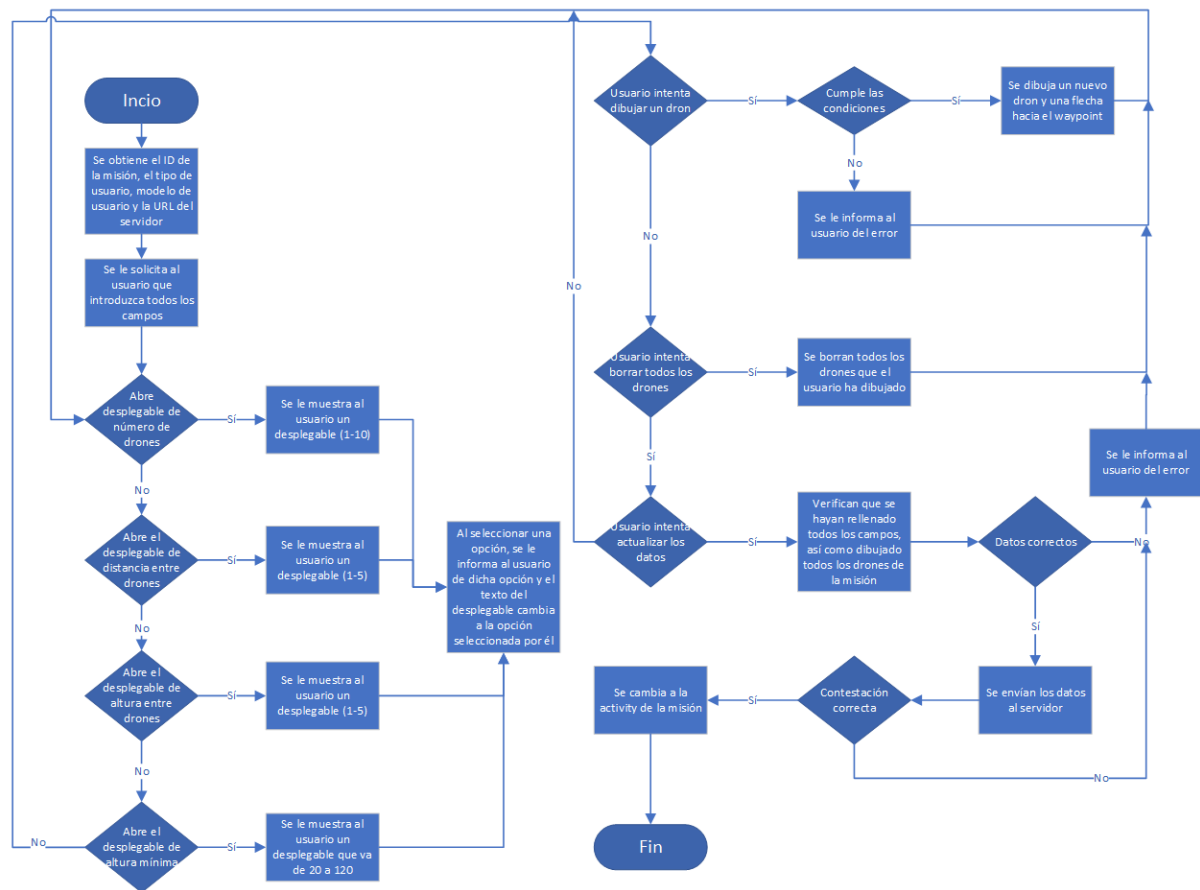 Incio
Se obtiene el ID de
la misión, el tipo de
usuario, modelo de
usuario y la URL del
servidor
Se le solicita al
usuario que
introduzca todos los
campos
Abre
desplegable de
número de
drones
Sí
Se le muestra al
usuario un
desplegable (1-10)
No
Abre el
desplegable de
distancia entre
drones
Sí
Se le muestra al
usuario un
desplegable (1-5)
No
Abre el
desplegable de
altura entre
drones
Sí
Se le muestra al
usuario un
desplegable (1-5)
No
Abre el
desplegable de
altura mínima
No
Sí
Se le muestra al
usuario un
desplegable que va
de 20 a 120
Al seleccionar una
opción, se le
informa al usuario
de dicha opción y el
texto del
desplegable cambia
a la opción
seleccionada por él
Usuario intenta
dibujar un dron
Sí
Cumple las
condiciones
Sí
Se dibuja un nuevo
dron y una flecha
hacia el waypoint
No
Se le informa al
usuario del error
No
No
Usuario intenta
borrar todos los
drones
Sí
Se borran todos los
drones que el
usuario ha dibujado
Sí
Usuario intenta
actualizar los
datos
Sí
Verifican que se
hayan rellenado
todos los campos,
así como dibujado
todos los drones de
la misión
Datos correctos
No
Se le informa al
usuario del error
Sí
Se envían los datos
al servidor
Contestación
correcta
No
Sí
Se cambia a la
activity de la misión
Fin